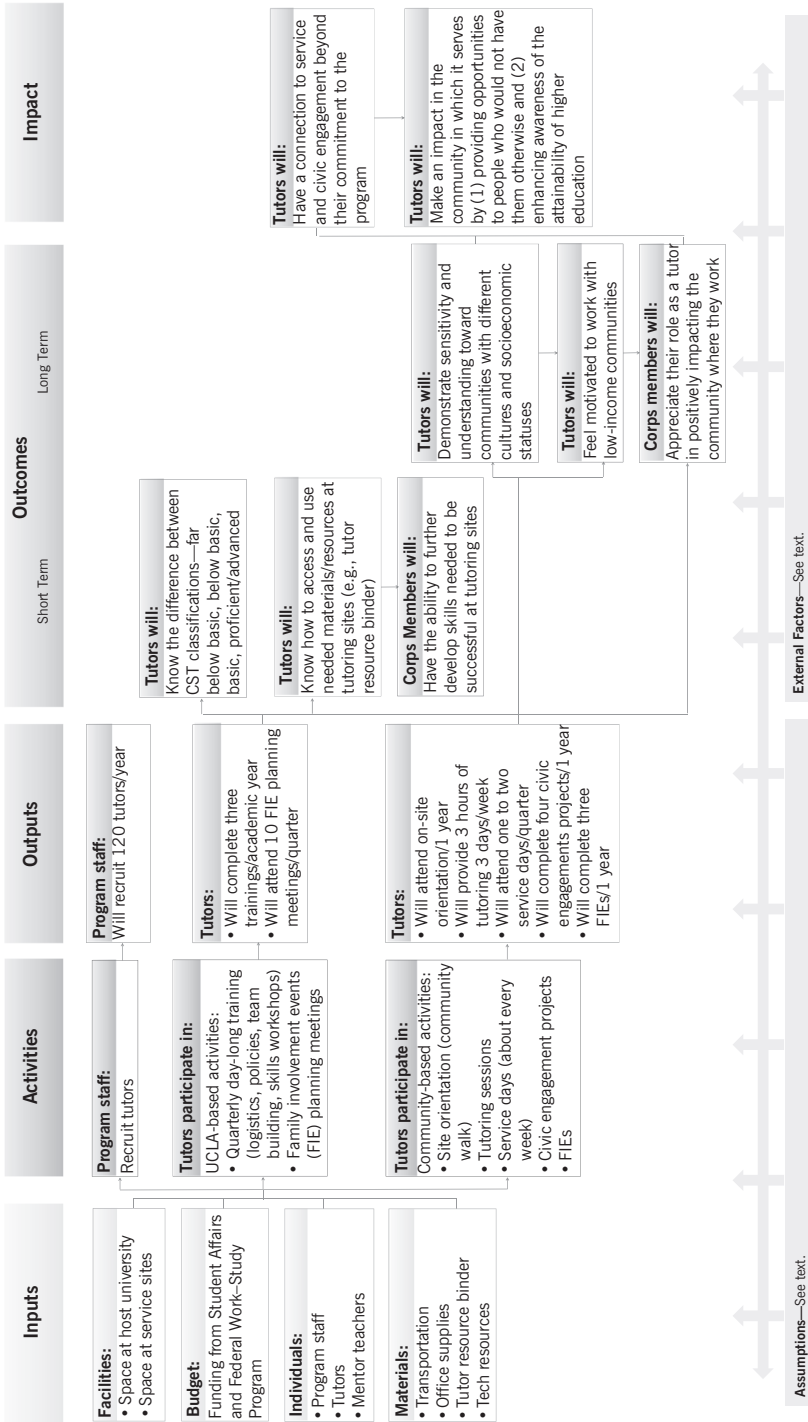 Inputs
Facilities:
• Space at host university
• Space at service sites
Budget:
Funding from Student Affairs
and Federal Work–Study
Program
Individuals:
• Program staff
• Tutors
• Mentor teachers
Materials:
• Transportation
• Office supplies
• Tutor resource binder
• Tech resources
Activities
Program staff:
Recruit tutors
Tutors participate in:
UCLA-based activities:
• Quarterly day-long training
(logistics, policies, team
building, skills workshops)
• Family involvement events
(FIE) planning meetings
Tutors participate in:
Community-based activities:
• Site orientation (community
walk)
• Tutoring sessions
• Service days (about every
week)
• Civic engagement projects
• FIEs
Outputs
Program staff:
Will recruit 120 tutors/year
Tutors:
• Will complete three
trainings/academic year
• Will attend 10 FIE planning
meetings/quarter
Tutors:
• Will attend on-site
orientation/1 year
• Will provide 3 hours of
tutoring 3 days/week
• Will attend one to two
service days/quarter
• Will complete four civic
engagements projects/1 year
• Will complete three
FIEs/1 year
Outcomes
Short Term
Long Term
Tutors will:
Know the difference between
CST classifications—far
below basic, below basic,
basic, proficient/advanced
Tutors will:
Know how to access and use
needed materials/resources at
tutoring sites (e.g., tutor
resource binder)
Corps Members will:
Have the ability to further
develop skills needed to be
successful at tutoring sites
Tutors will:
Demonstrate sensitivity and
understanding toward
communities with different
cultures and socioeconomic
statuses
Tutors will:
Feel motivated to work with
low-income communities
Corps members will:
Appreciate their role as a tutor
in positively impacting the
community where they work
Impact
Tutors will:
Have a connection to service
and civic engagement beyond
their commitment to the
program
Tutors will:
Make an impact in the
community in which it serves
by (1) providing opportunities
to people who would not have
them otherwise and (2)
enhancing awareness of the
attainability of higher
education
Assumptions—See text.
External Factors—See text.